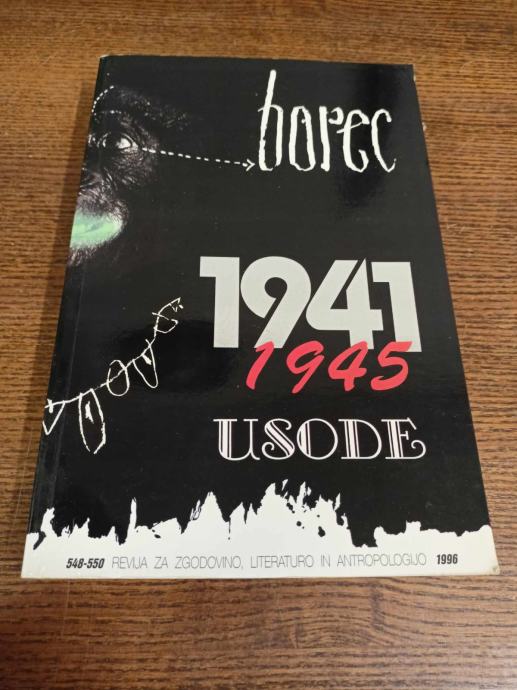 borec
1941
1945
USODE
548-550 REVIJA ZA ZGODOVINO, LITERATURO IN ANTROPOLOGIJO 1996